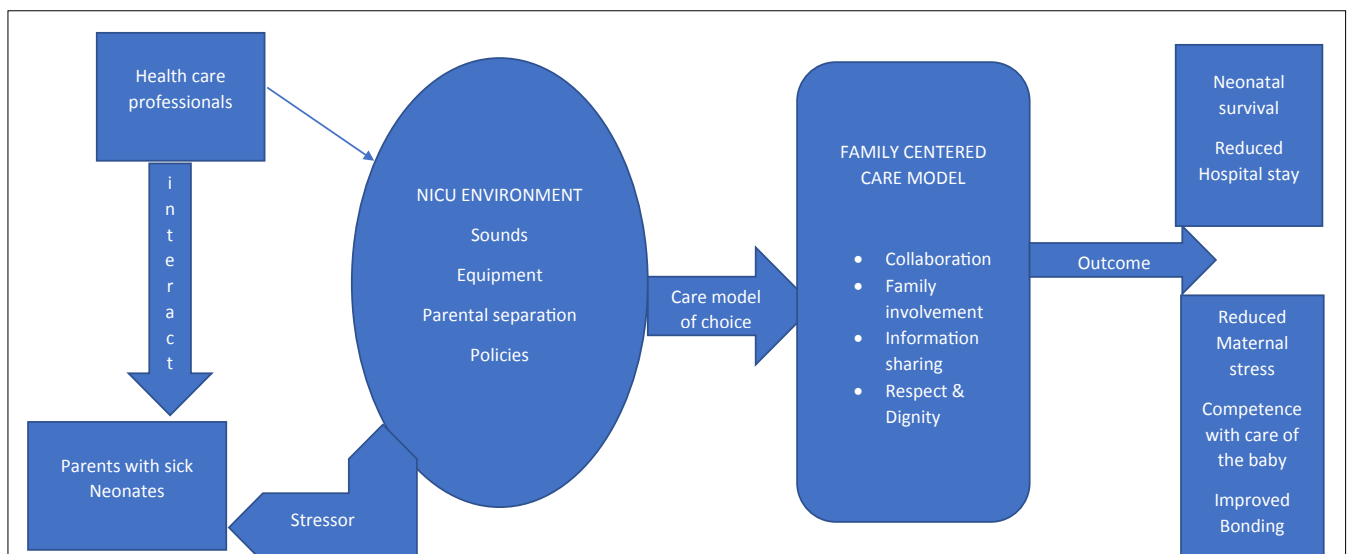 Health care
professionals
interact
Parents with sick
Neonates
Stressor
NICU ENVIRONMENT
Sounds
Equipment
Parental separation
Policies
Care model
of choice
FAMILY CENTERED
CARE MODEL
• Collaboration
• Family
involvement
• Information
sharing
• Respect &
Dignity
Outcome
Neonatal
survival
Reduced
Hospital stay
Reduced
Maternal
stress
Competence
with care of
the baby
Improved
Bonding